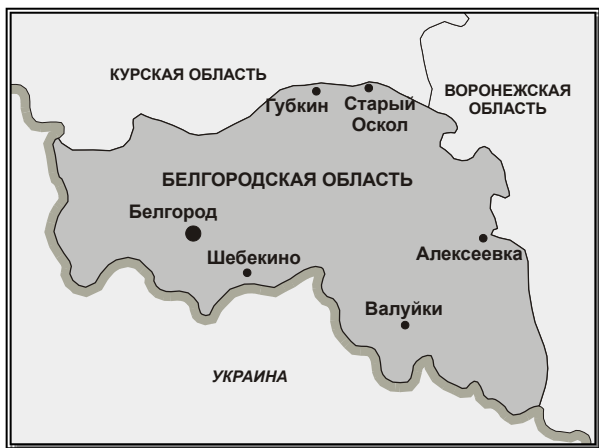 КУРСКАЯ ОБЛАСТЬ
ВОРОНЕЖСКАЯ
ОБЛАСТЬ
Губкин
Старый
Оскол
БЕЛГОРОДСКАЯ ОБЛАСТЬ
Белгород
Шебекино
Алексеевка
Валуйки
УКРАИНА